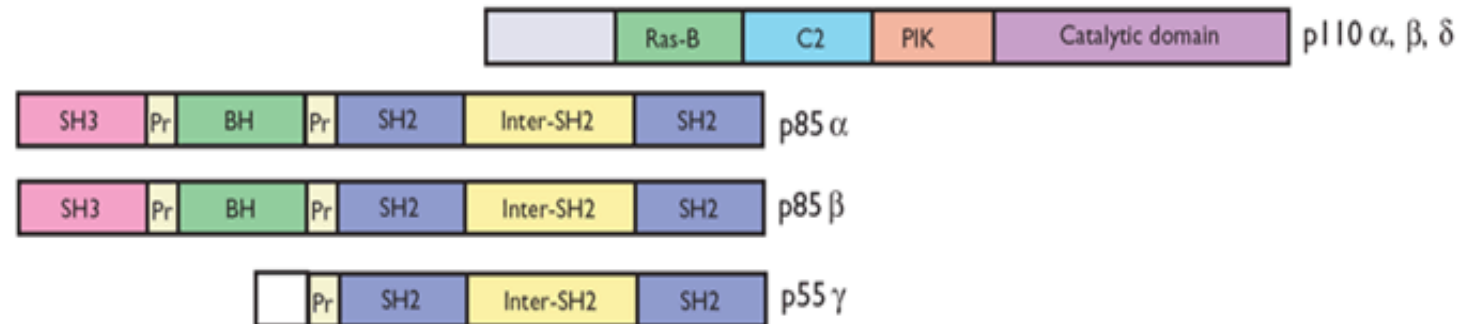 Ras-B C2 PIK Catalytic domain p110 α, β, δ
SH3 Pr BH Pr SH2 Inter-SH2 SH2 p85 α
SH3 Pr BH Pr SH2 Inter-SH2 SH2 p85 β
Pr SH2 Inter-SH2 SH2 p55 γ